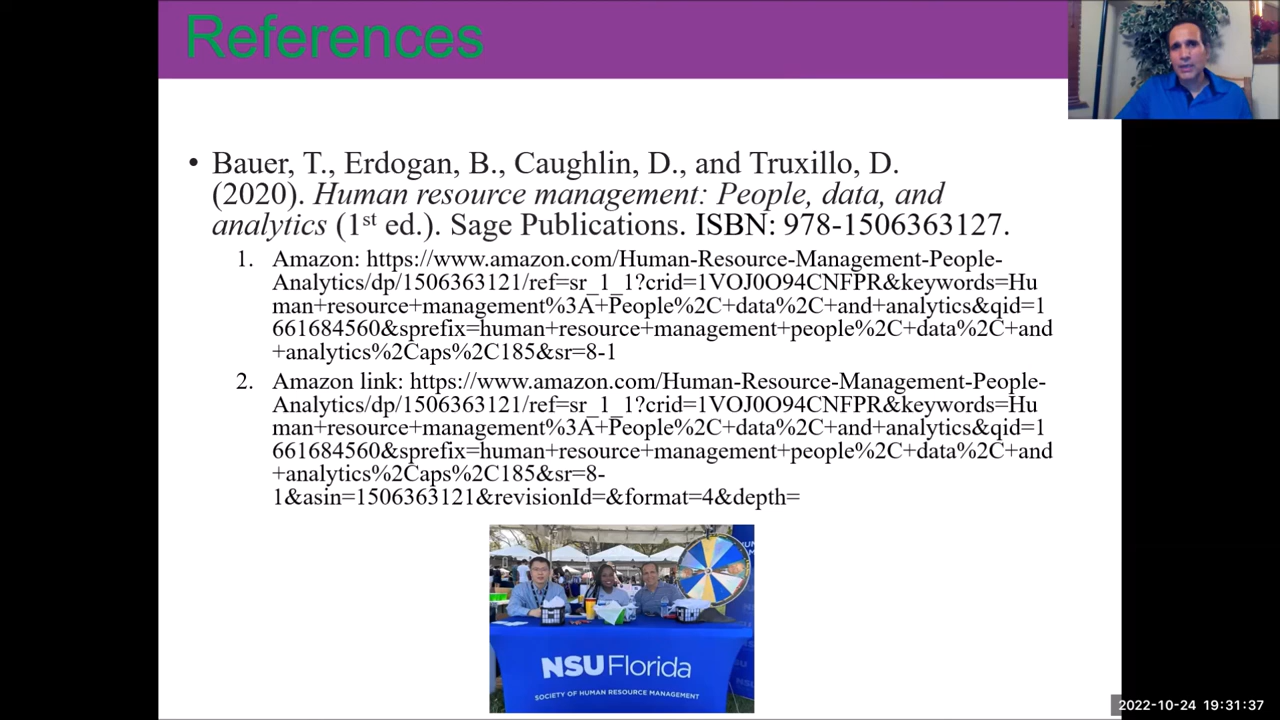 References
• Bauer, T., Erdogan, B., Caughlin, D., and Truxillo, D.
(2020). Human resource management: People, data, and
analytics (1st ed.). Sage Publications. ISBN: 978-1506363127.
1. Amazon: https://www.amazon.com/Human-Resource-Management-People-
Analytics/dp/1506363121/ref=sr_1_1?crid=1VOJ0O94CNFPR&keywords=Hu
man+resource+management%3A+People%2C+data%2C+and+analytics&qid=1
661684560&sprefix=human+resource+management+people%2C+data%2C+and
+analytics%2Caps%2C185&sr=8-1
2. Amazon link: https://www.amazon.com/Human-Resource-Management-People-
Analytics/dp/1506363121/ref=sr_1_1?crid=1VOJ0O94CNFPR&keywords=Hu
man+resource+management%3A+People%2C+data%2C+and+analytics&qid=1
661684560&sprefix=human+resource+management+people%2C+data%2C+and
+analytics%2Caps%2C185&sr=8-
1&asin=1506363121&revisionId=&format=4&depth=
NSU Florida
SOCIETY OF HUMAN RESOURCE MANAGEMENT
2022-10-24 19:31:37